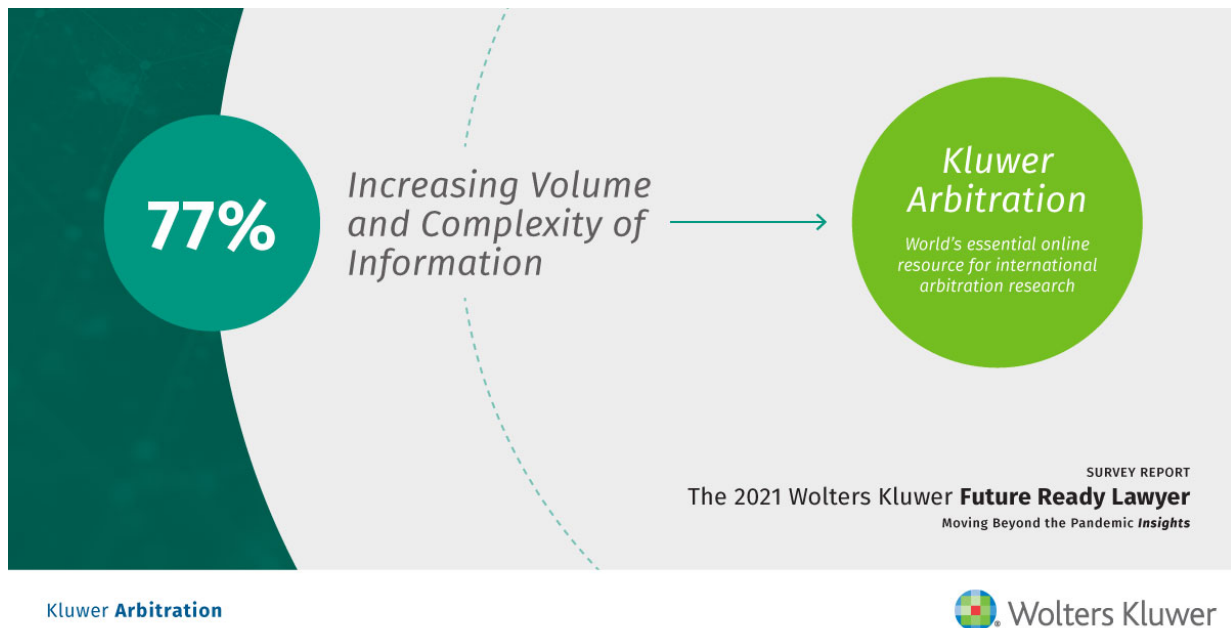 77%
Increasing Volume
and Complexity of
Information
Kluwer
Arbitration
World's essential online
resource for international
arbitration research
SURVEY REPORT
The 2021 Wolters Kluwer Future Ready Lawyer
Moving Beyond the Pandemic Insights
Kluwer Arbitration
Wolters Kluwer